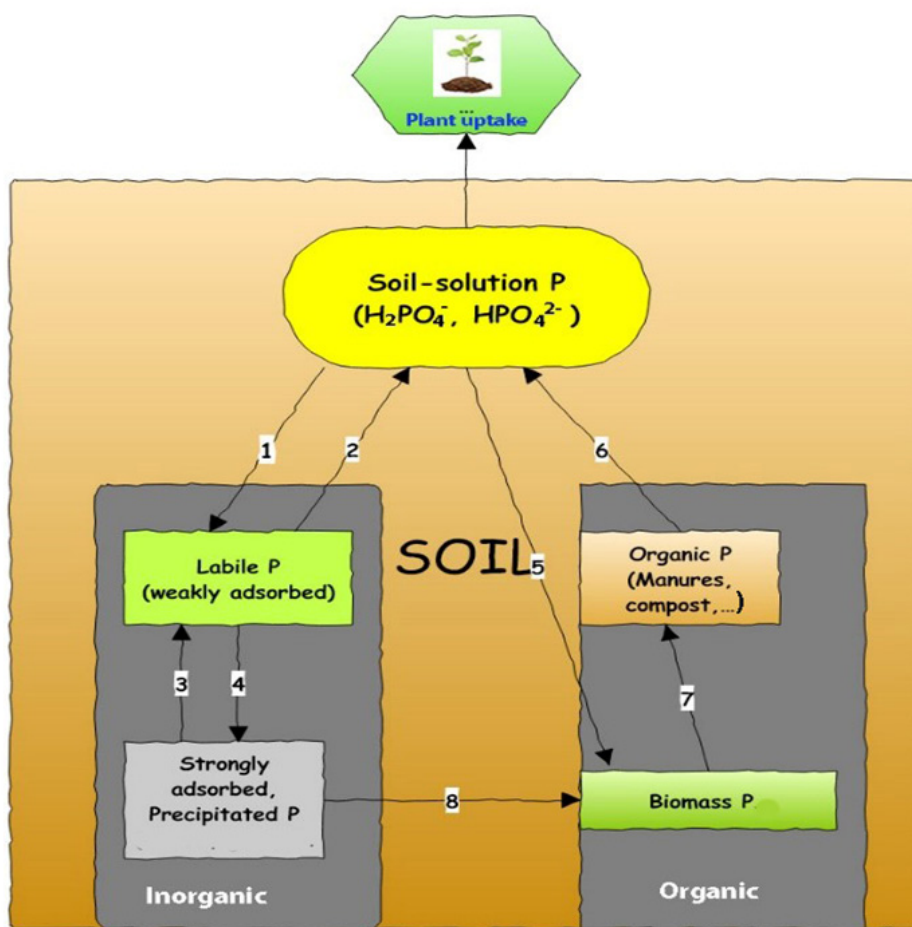 ...
Plant uptake
Soil-solution P
(H₂PO₄⁻, HPO₄²⁻)
1
2
6
SOIL
5
Labile P
(weakly adsorbed)
Organic P
(Manures,
compost,...)
3
4
7
Strongly
adsorbed,
Precipitated P
8
Biomass P
Inorganic
Organic